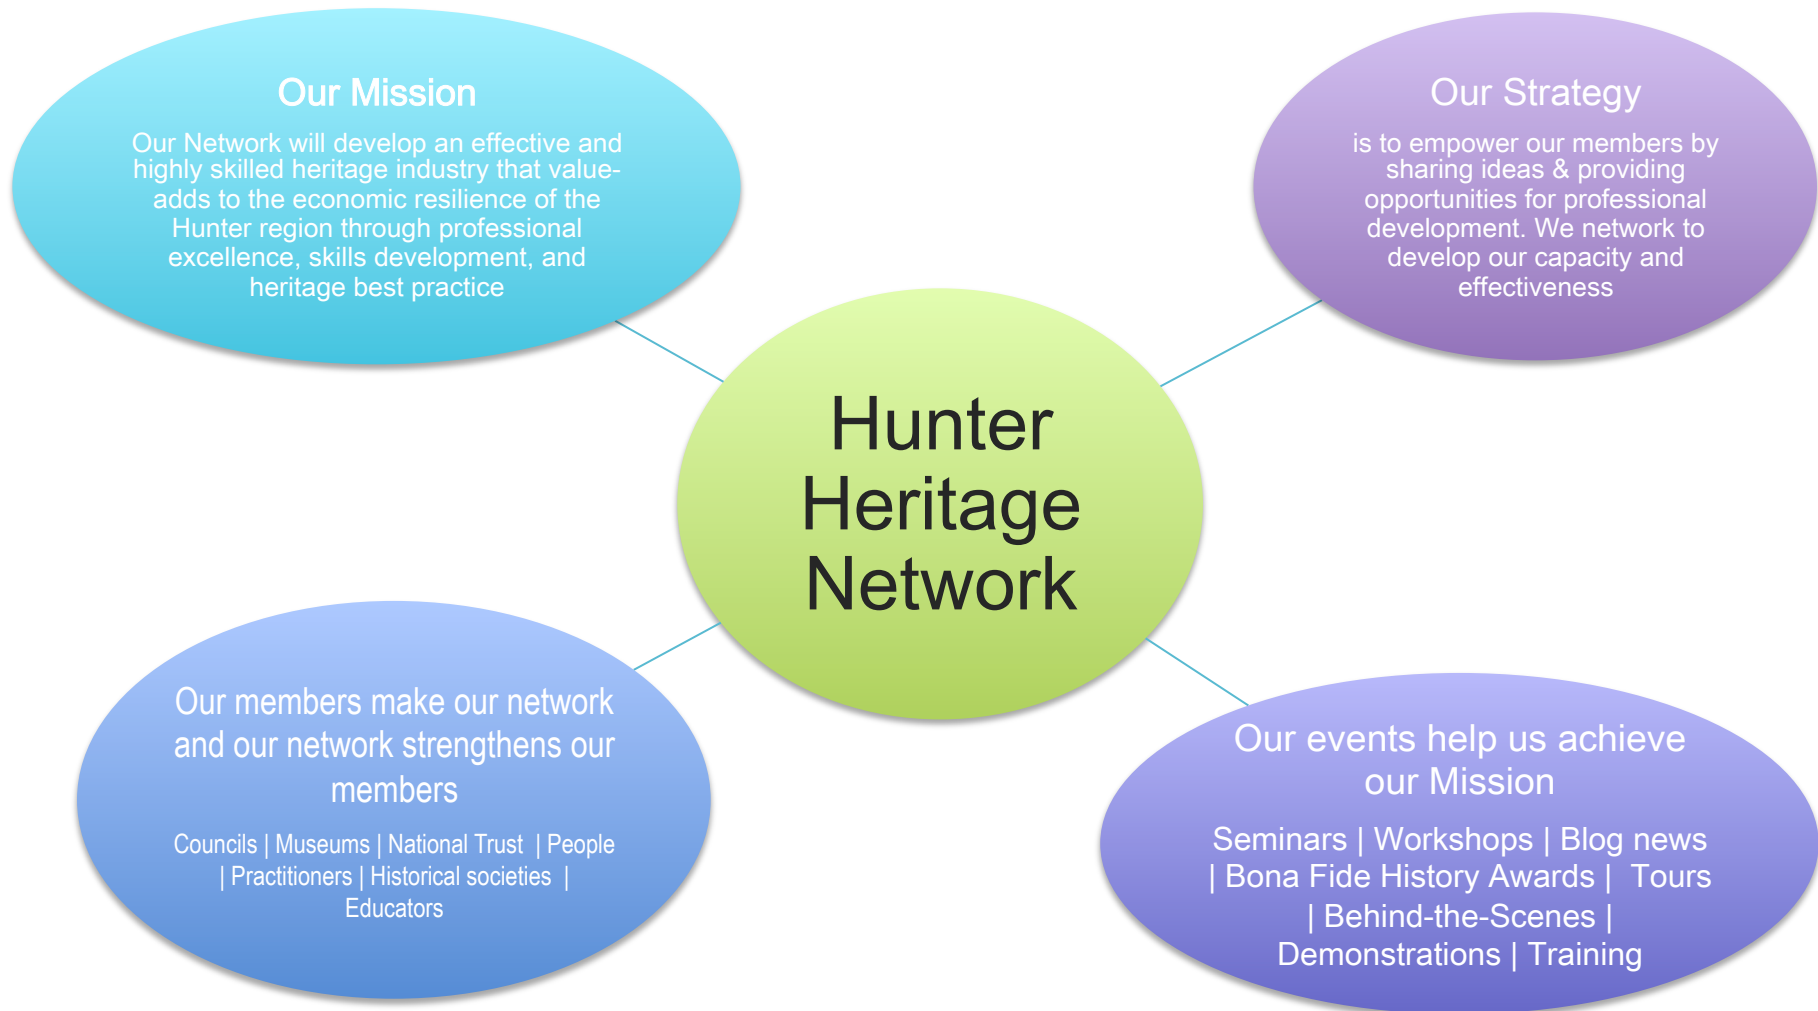 Our Mission
Our Network will develop an effective and
highly skilled heritage industry that value-
adds to the economic resilience of the
Hunter region through professional
excellence, skills development, and
heritage best practice
Our Strategy
is to empower our members by
sharing ideas & providing
opportunities for professional
development. We network to
develop our capacity and
effectiveness
Hunter
Heritage
Network
Our members make our network
and our network strengthens our
members
Councils | Museums | National Trust | People
| Practitioners | Historical societies |
Educators
Our events help us achieve
our Mission
Seminars | Workshops | Blog news
| Bona Fide History Awards | Tours
| Behind-the-Scenes |
Demonstrations | Training